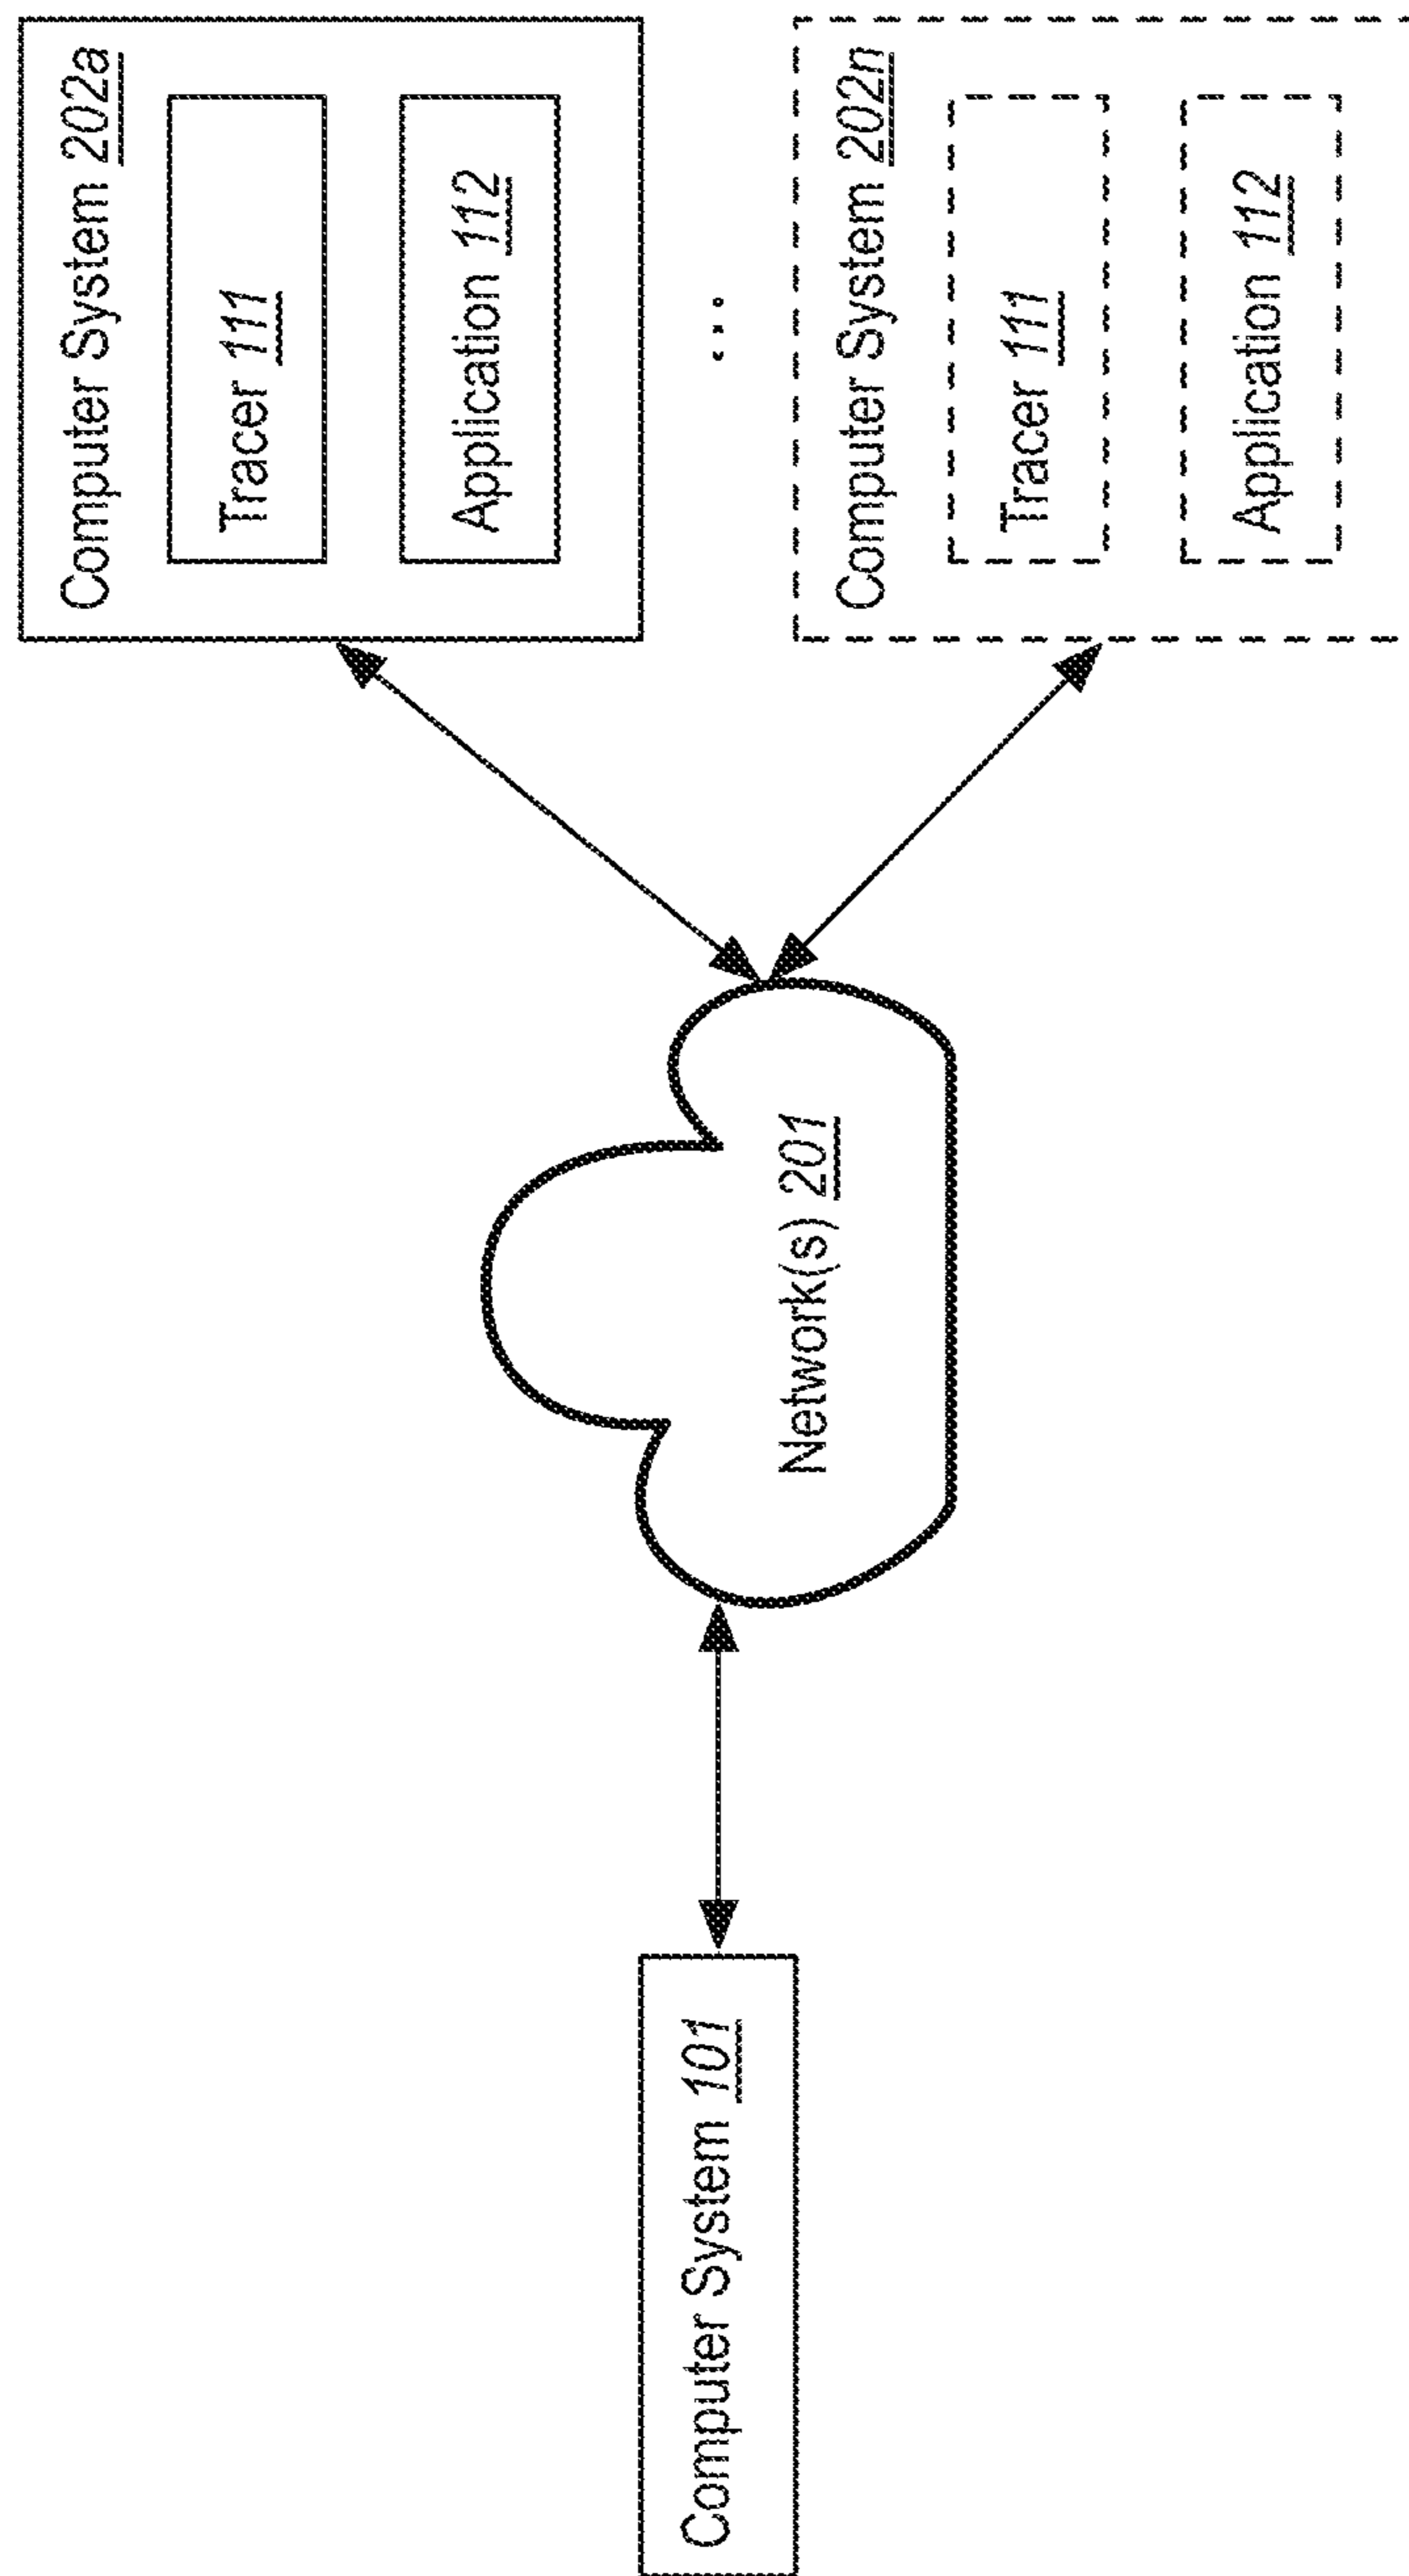 Computer System 101
Network(s) 201
Computer System 202a
Tracer 111
Application 112
...
Computer System 202n
Tracer 111
Application 112